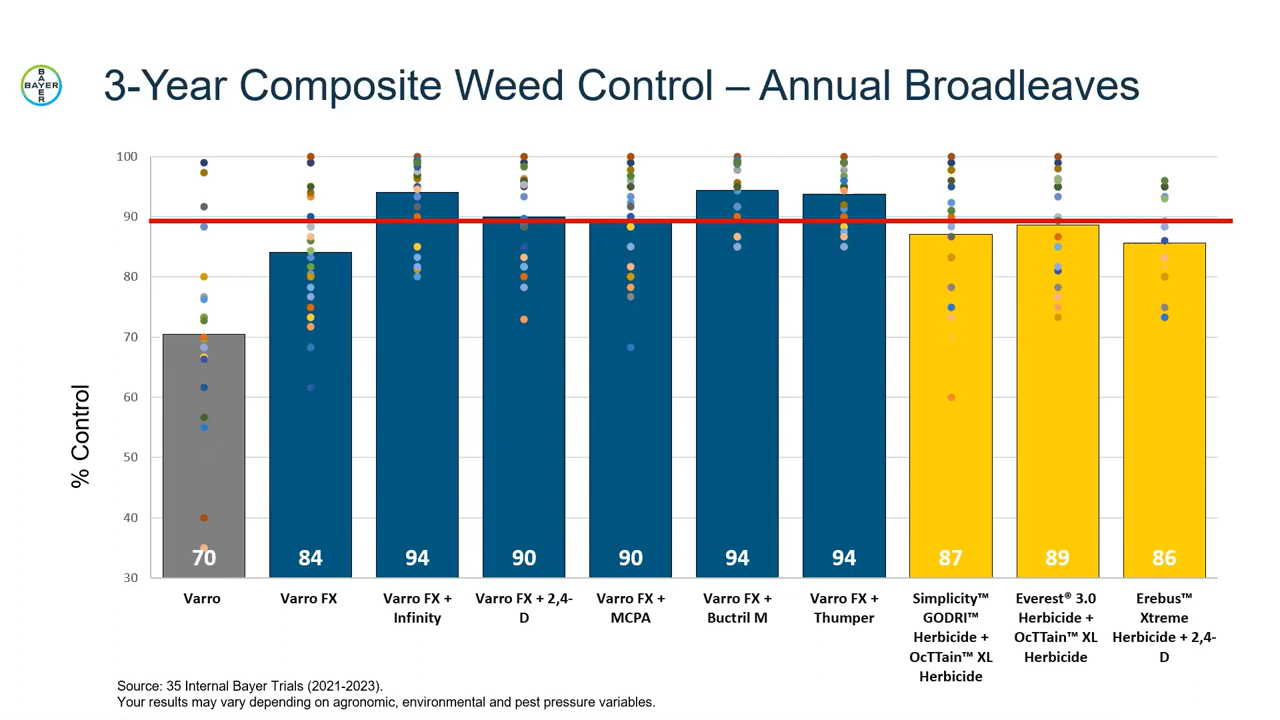 BAYER
BAYER
3-Year Composite Weed Control – Annual Broadleaves
% Control
100
90
80
70
60
50
40
30
70
84
94
90
90
94
94
87
89
86
Varro
Varro FX
Varro FX +
Infinity
Varro FX + 2,4-
D
Varro FX +
MCPA
Varro FX +
Buctril M
Varro FX +
Thumper
Simplicity™
GODRI™
Herbicide +
OcTTain™ XL
Herbicide
Everest® 3.0
Herbicide +
OcTTain™ XL
Herbicide
Erebus™
Xtreme
Herbicide + 2,4-
D
Source: 35 Internal Bayer Trials (2021-2023).
Your results may vary depending on agronomic, environmental and pest pressure variables.